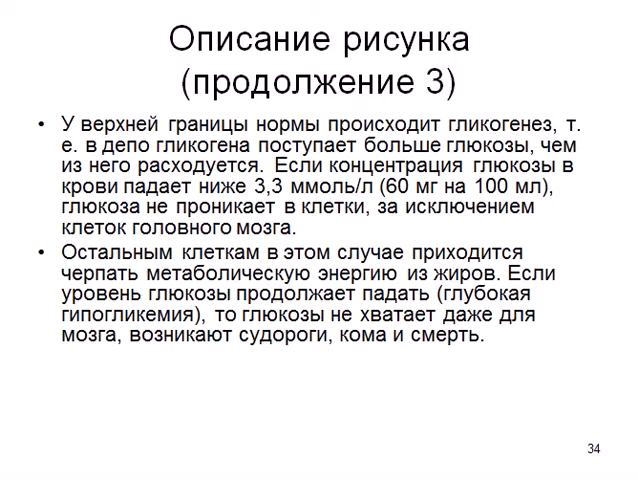 Описание рисунка
(продолжение 3)
• У верхней границы нормы происходит гликогенез, т.
е. в депо гликогена поступает больше глюкозы, чем
из него расходуется. Если концентрация глюкозы в
крови падает ниже 3,3 ммоль/л (60 мг на 100 мл),
глюкоза не проникает в клетки, за исключением
клеток головного мозга.
• Остальным клеткам в этом случае приходится
черпать метаболическую энергию из жиров. Если
уровень глюкозы продолжает падать (глубокая
гипогликемия), то глюкозы не хватает даже для
мозга, возникают судороги, кома и смерть.
34